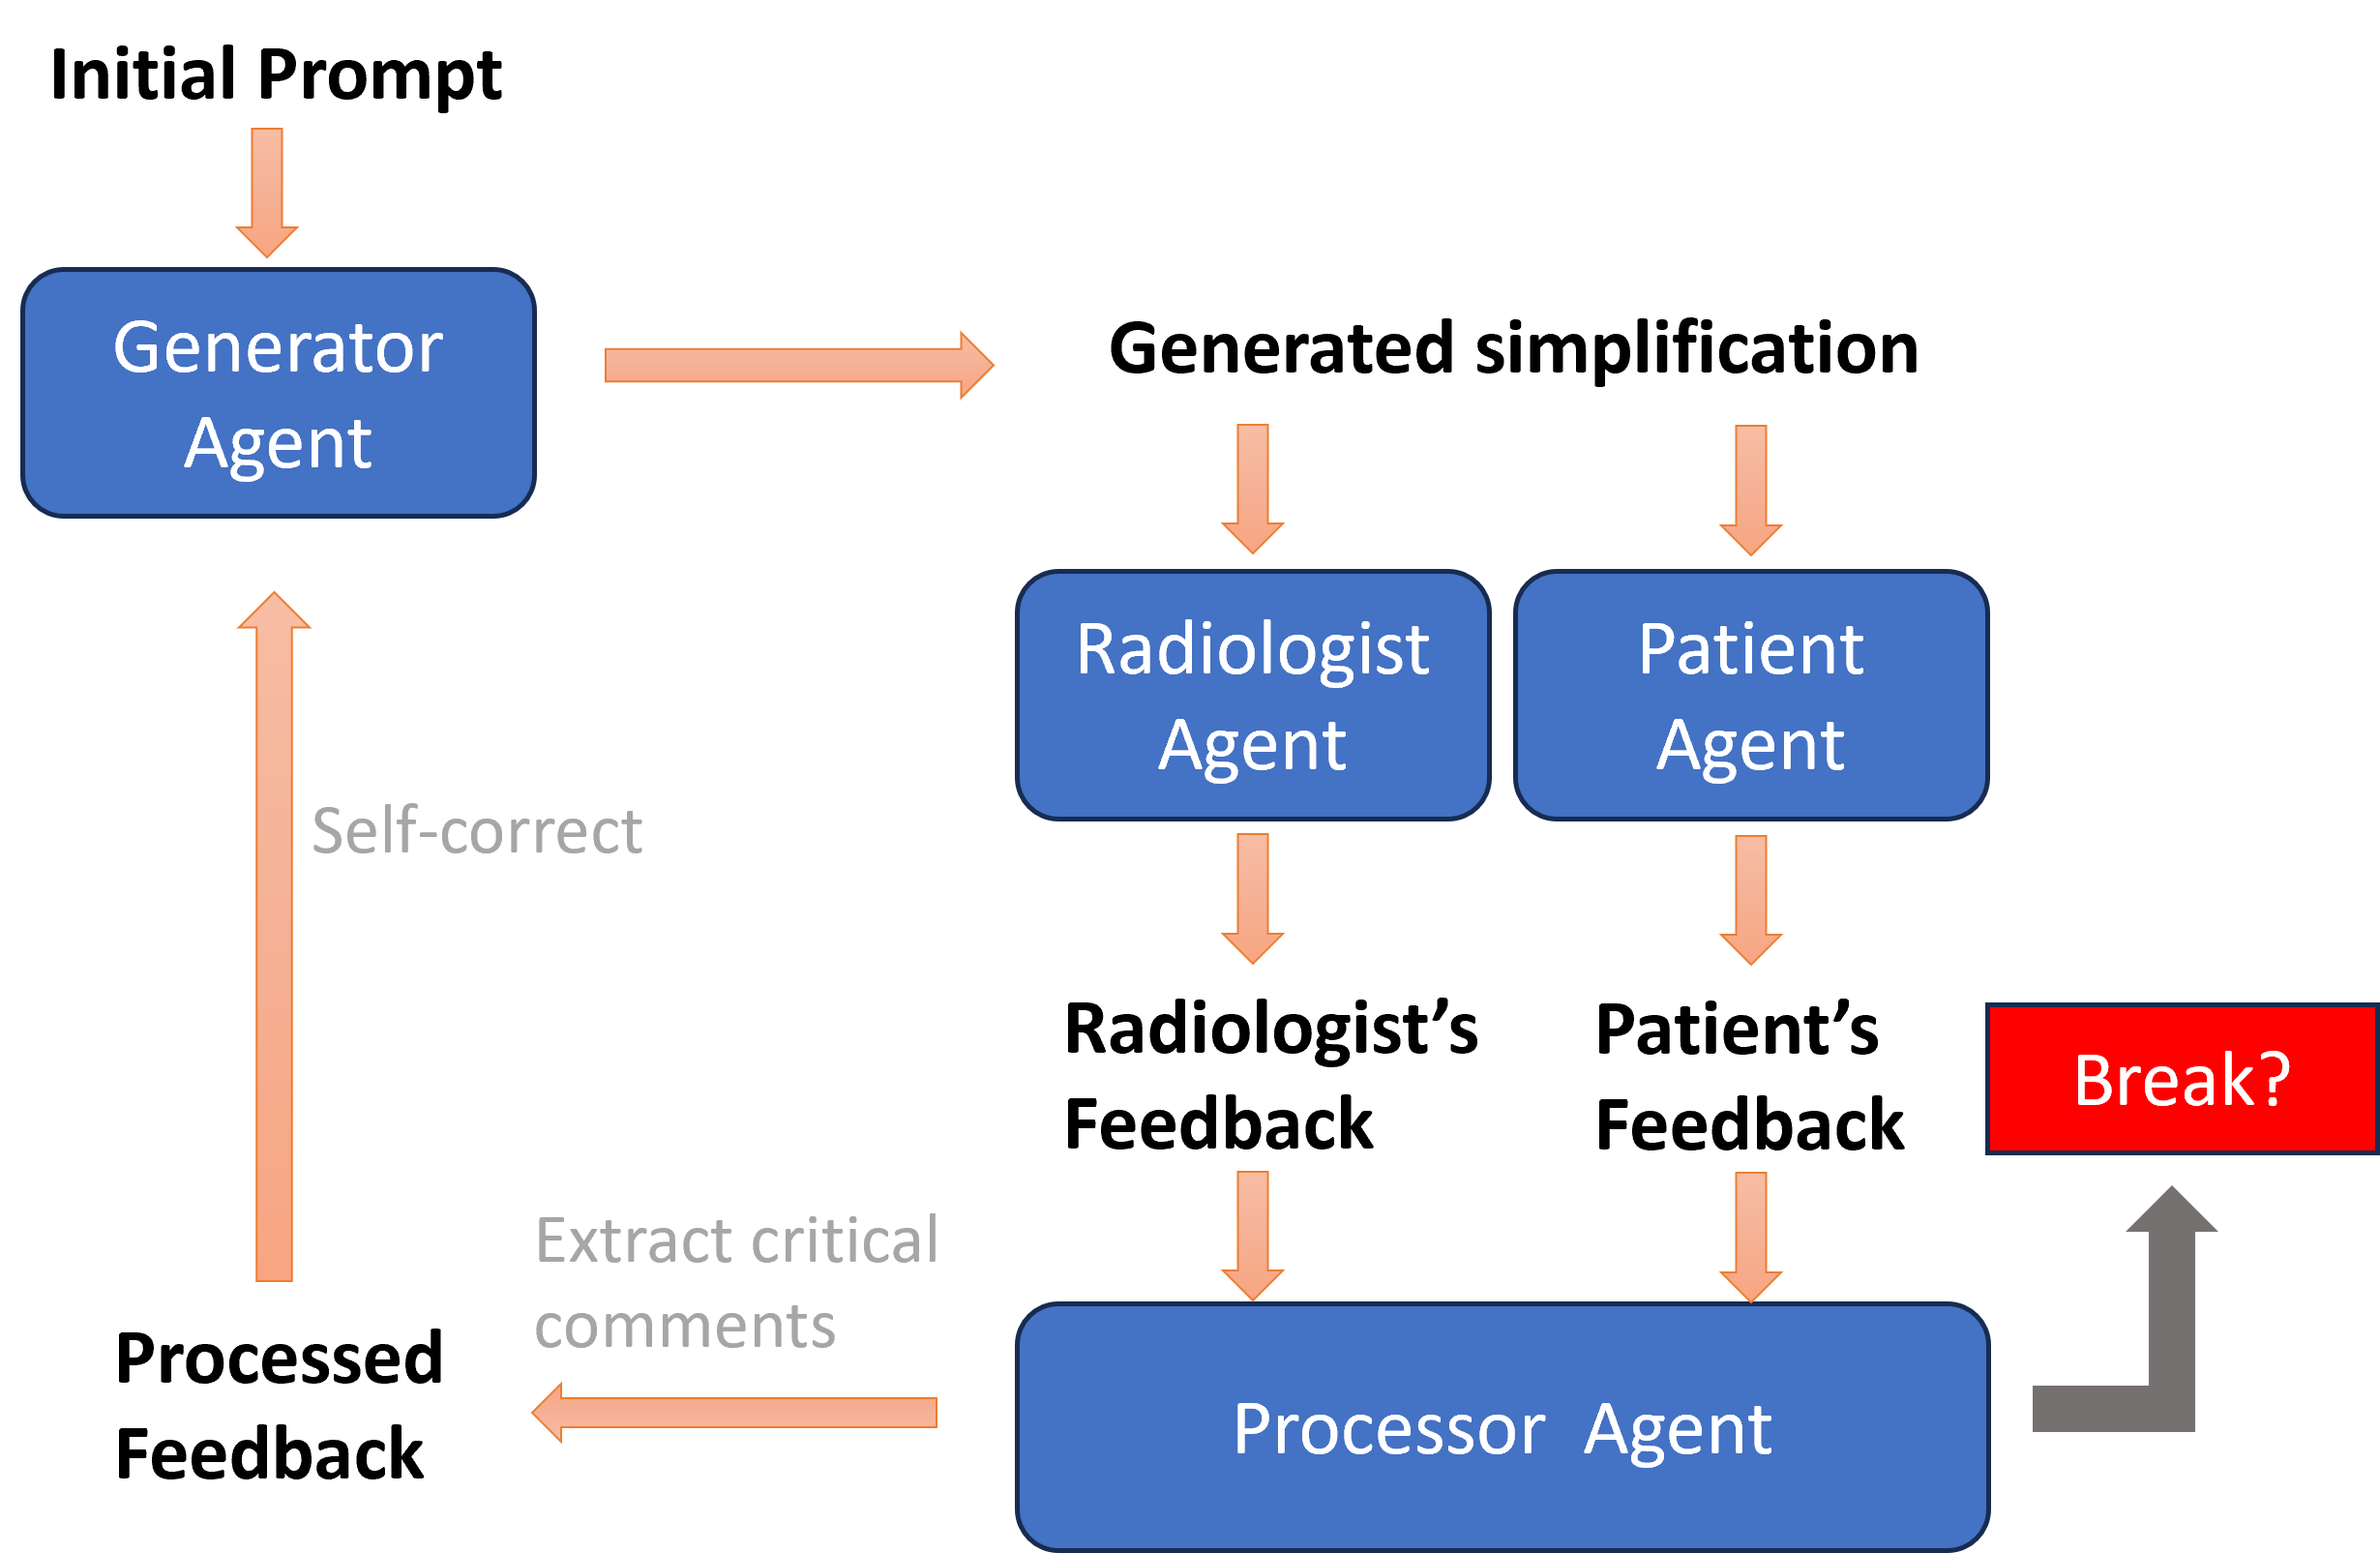 Initial Prompt
Generator
Agent
Generated simplification
Radiologist
Agent
Patient
Agent
Self-correct
Radiologist’s
Feedback
Patient’s
Feedback
Break?
Extract critical
comments
Processed
Feedback
Processor Agent